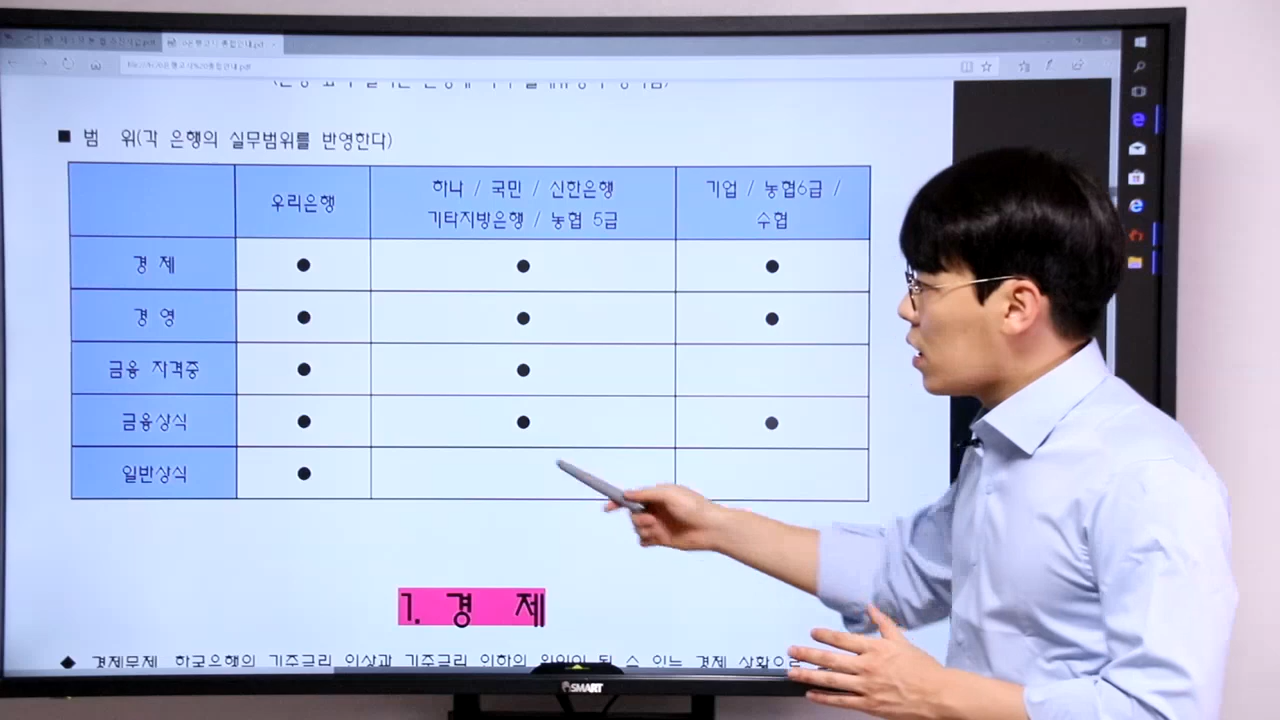 ■ 범 위(각 은행의 실무범위를 반영한다)
우리은행
하나 / 국민 / 신한은행
기타지방은행 / 농협 5급
기업 / 농협6급 /
수협
경 제 ● ● ●
경 영 ● ● ●
금융 자격증 ● ●
금융상식 ● ● ●
일반상식 ●
1. 경 제
◆ 경제문제 한국은행의 기준금리 인상과 기준금리 인하의 원인이 될 수 있는 경제 상황으로
SMART